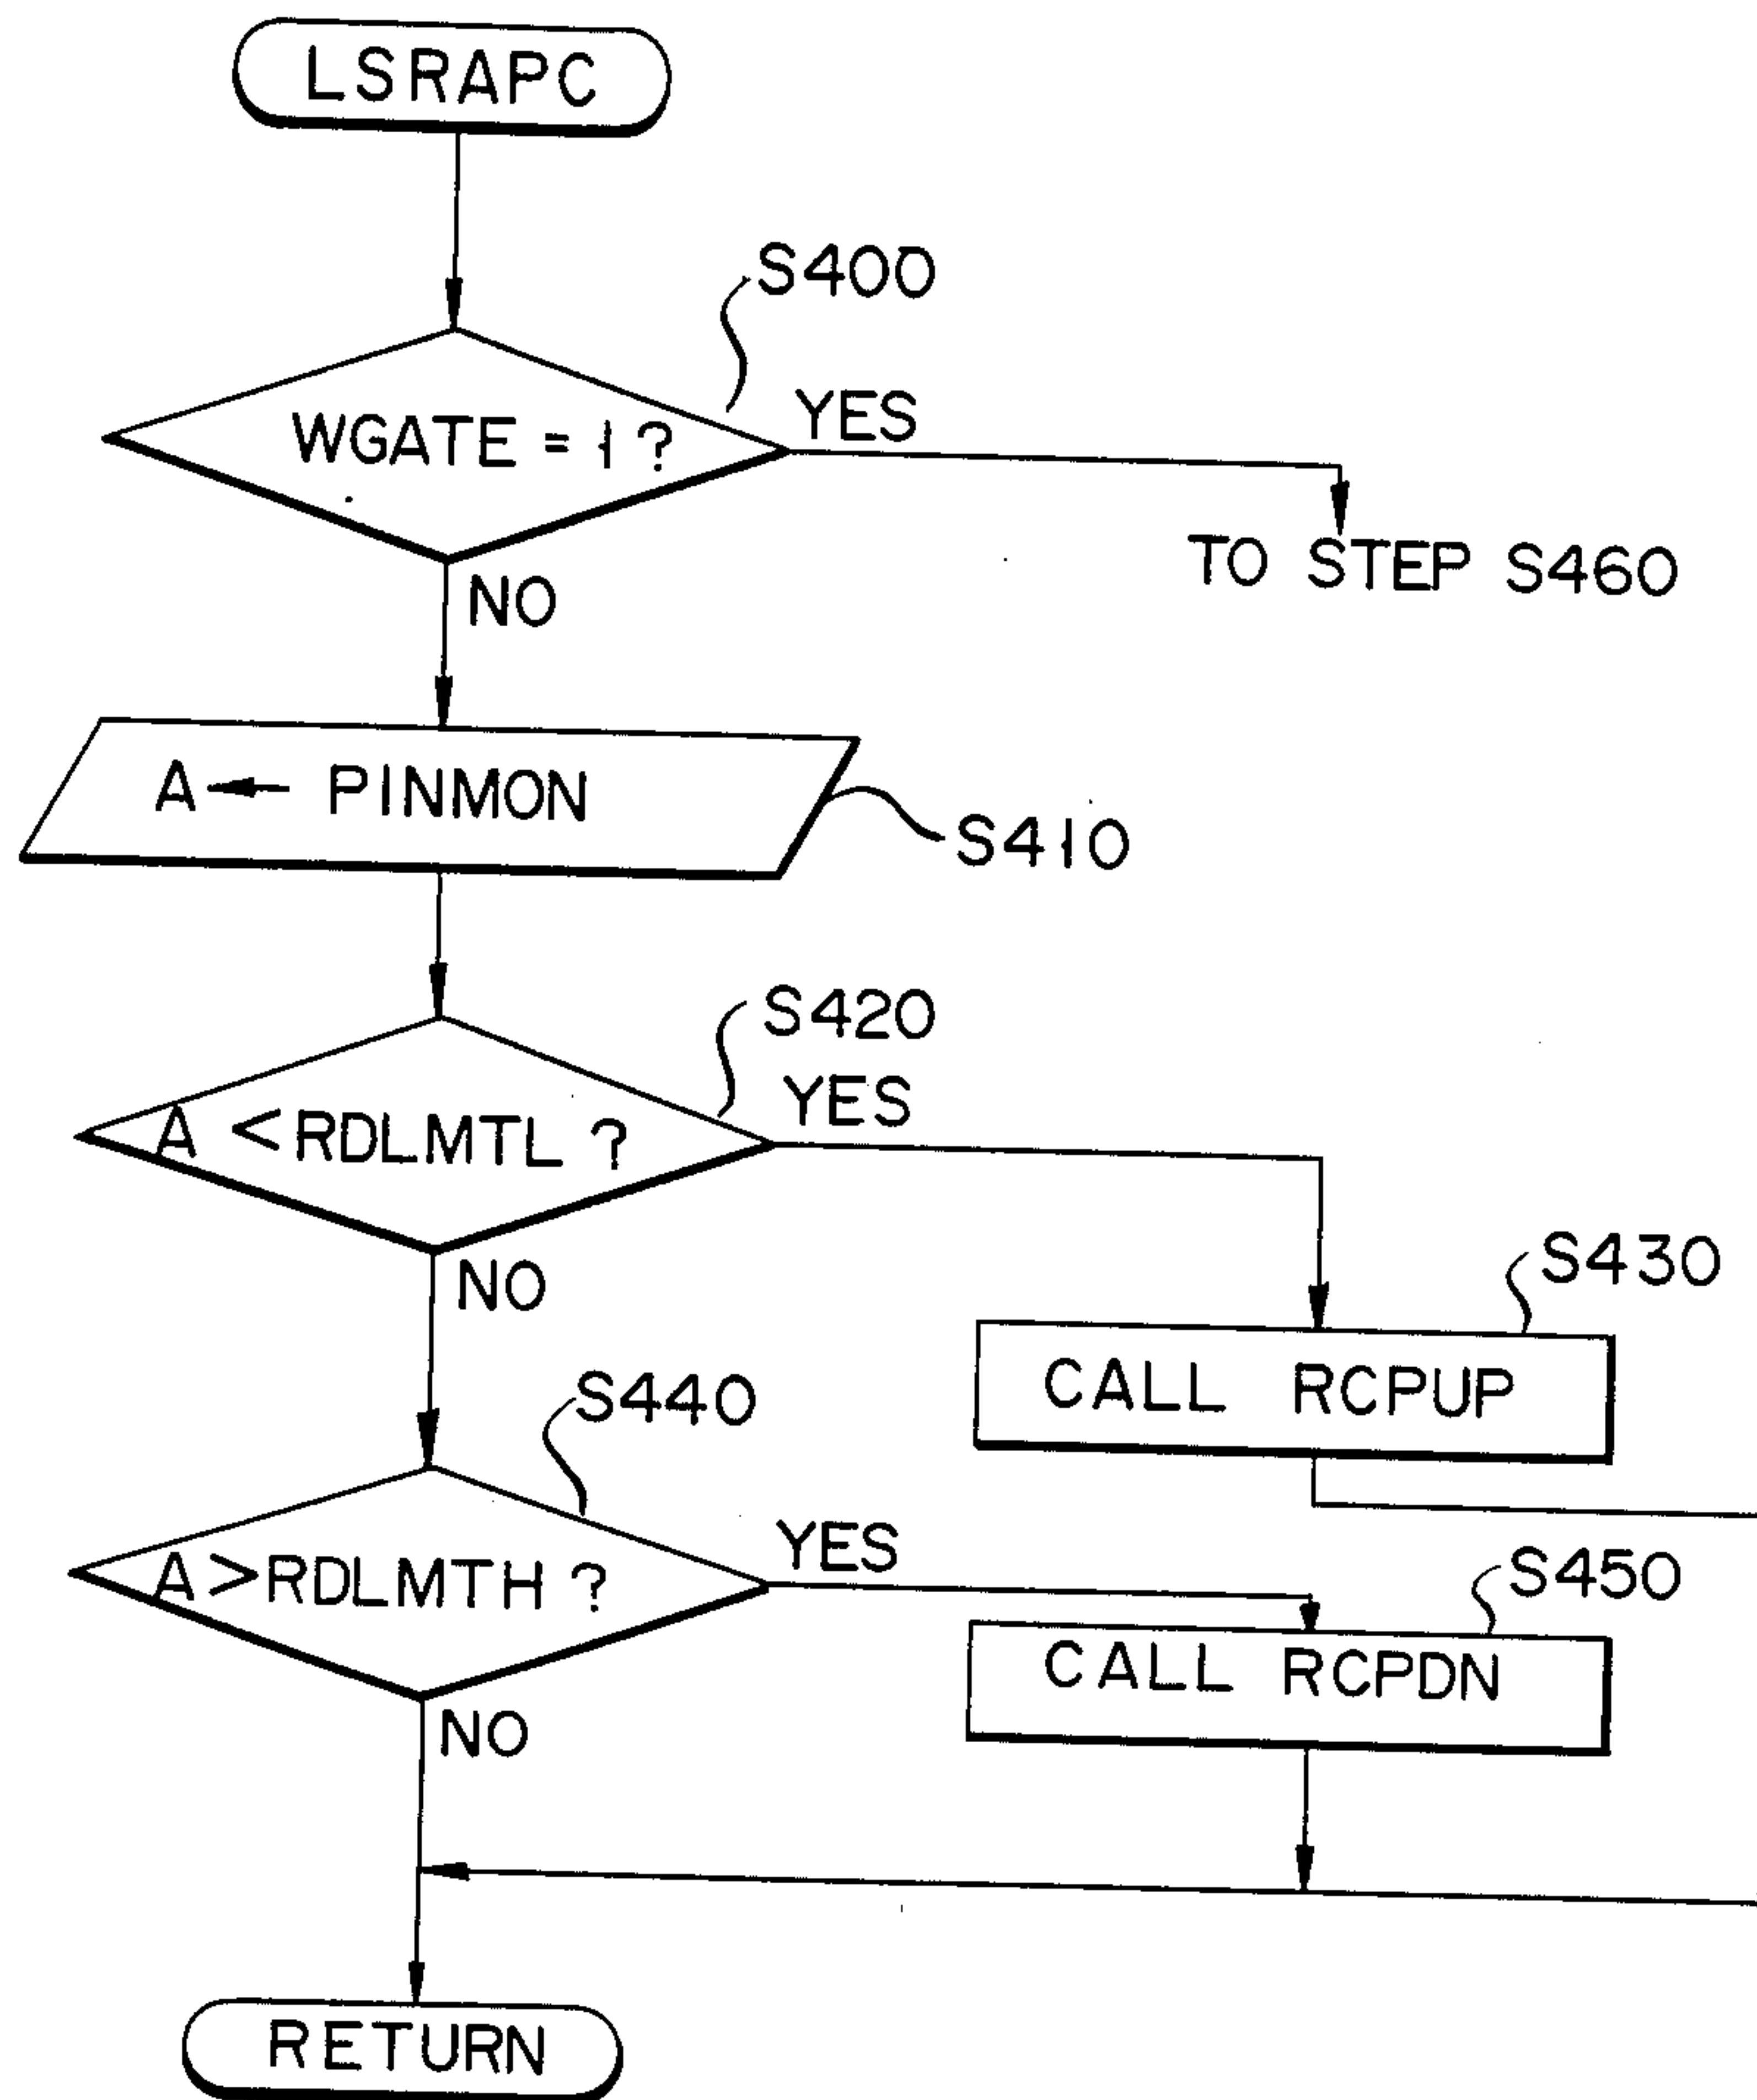 LSRAPC
S400
WGATE = 1 ?
YES
TO STEP S460
NO
A ← PINMON
S410
S420
A < RDLMTL ?
YES
NO
S430
CALL RCPUP
S440
A > RDLMTH ?
YES
S450
CALL RCPDN
NO
RETURN